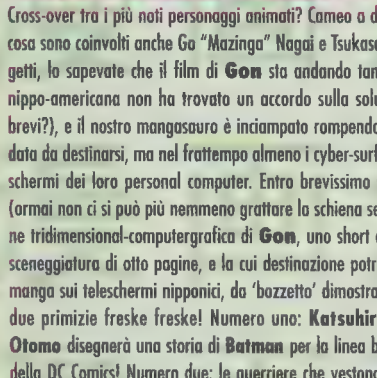 Cross-over tra i più noti personaggi animati? Cameo a d
cosa sono coinvolti anche Go "Mazinga" Nagai e Tsukase
getti, lo sapevate che il film di Gon sta andando tan
nippo-americana non ha trovato un accordo sulla solu
brevi?), e il nostro mangasauro è inciampato rompendo
data da destinarsi, ma nel frattempo almeno i cyber-surf
schermi dei loro personal computer. Entro brevissimo
(ormai non ci si può più nemmeno grattare la schiena se
ne tridimensional-computergrafica di Gon, uno short
sceneggiatura di otto pagine, e la cui destinazione potr
manga sui teleschermi nipponici, da 'bozzetto' dimostra
due primizie freske freske! Numero uno: Katsuhir
Otomo disegnerà una storia di Batman per la linea b
della DC Comics! Numero due: le guerriere che vestono